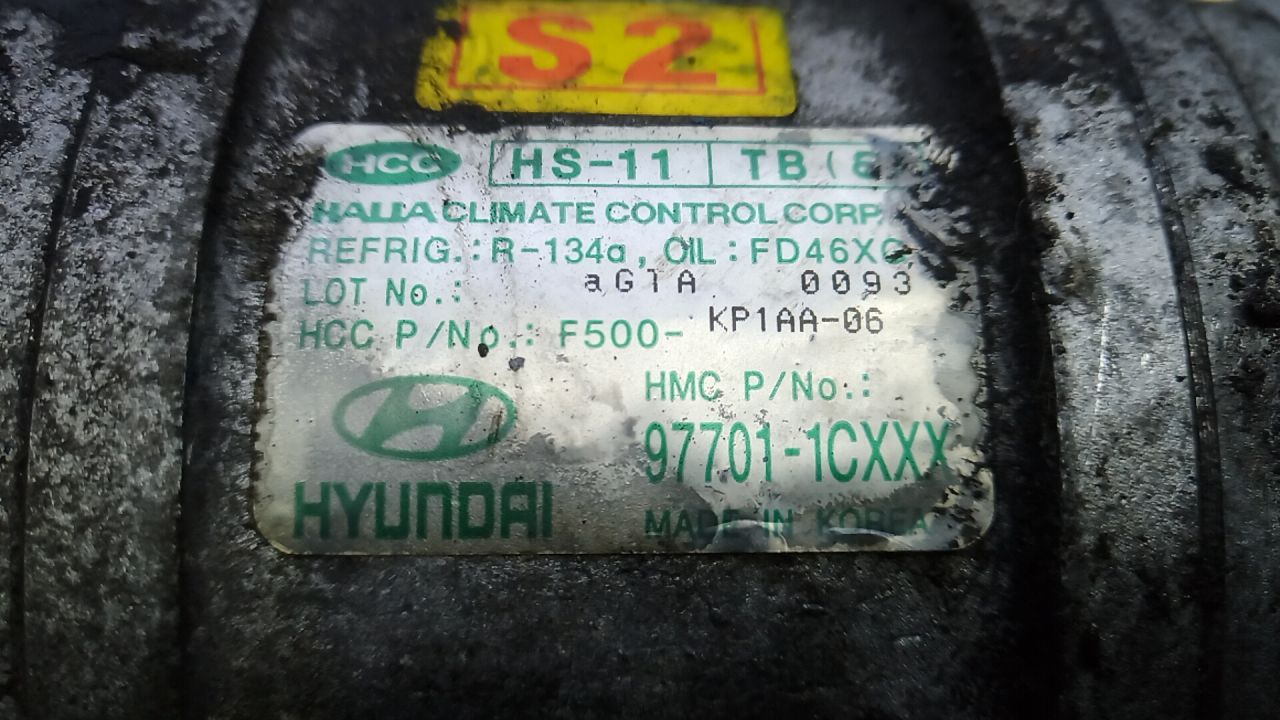 S2
HCC HS-11 TB
HALLA CLIMATE CONTROL CORP.
REFRIG.: R-134a, OIL: FD46XG
LOT No.: aG1A 0093
HCC P/No.: F500- KP1AA-06
HMC P/No.:
97701-1CXXX
HYUNDAI
MADE IN KOREA